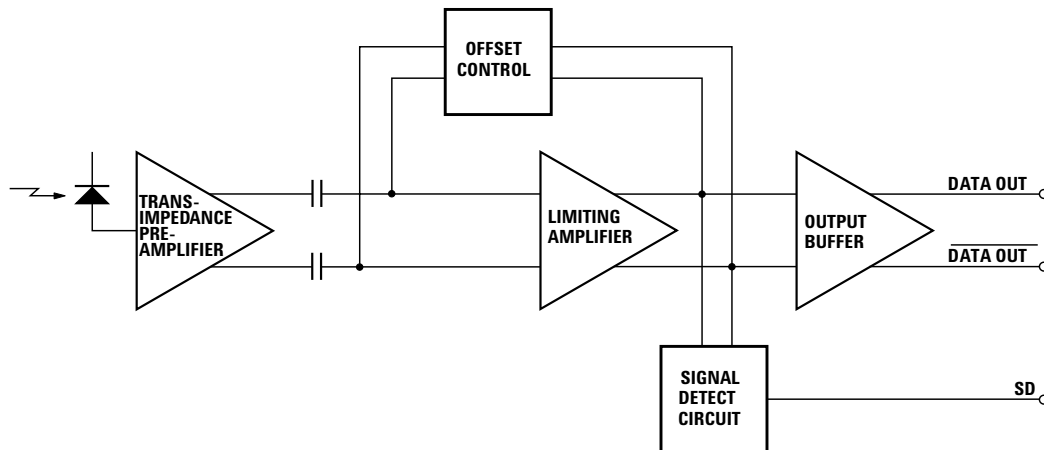 OFFSET
CONTROL
TRANS-
IMPEDANCE
PRE-
AMPLIFIER
LIMITING
AMPLIFIER
OUTPUT
BUFFER
DATA OUT
DATA OUT
SIGNAL
DETECT
CIRCUIT
SD